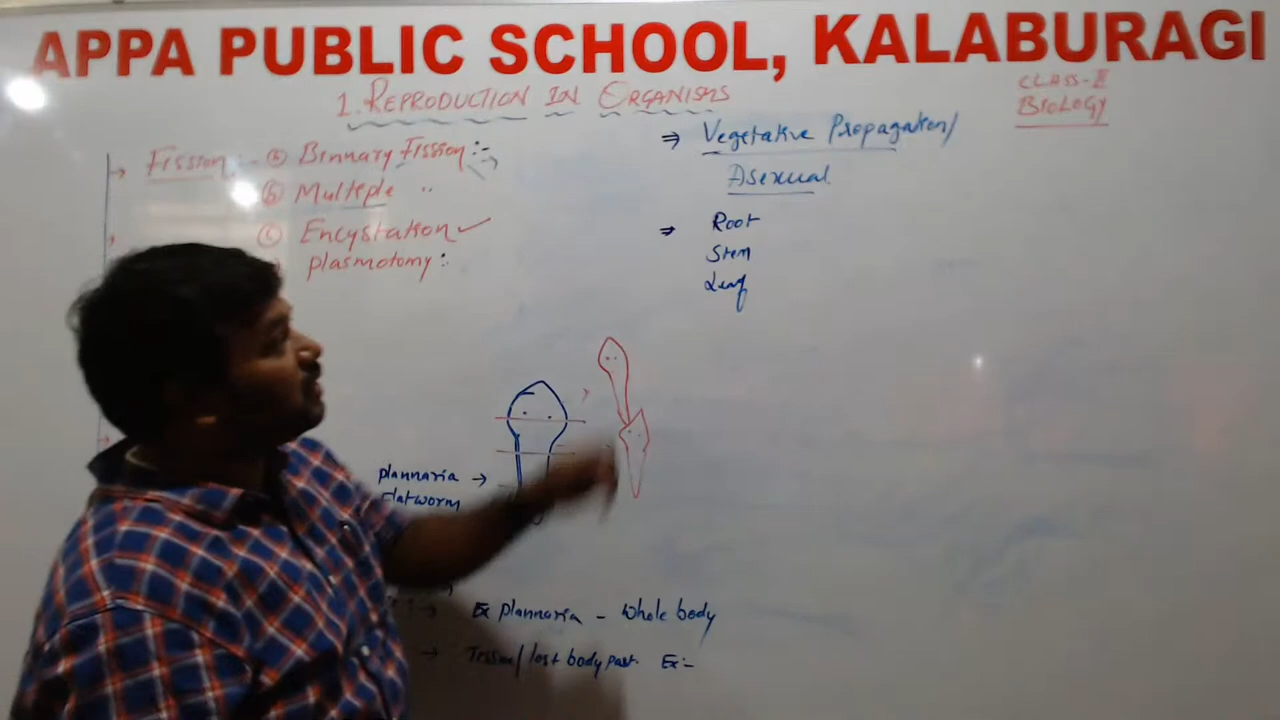 APPA PUBLIC SCHOOL, KALABURAGI
1. REPRODUCTION IN ORGANISMS
CLASS-II
BIOLOGY
Fission:- (a) Binnary Fission:-
(b) Multiple "
(c) Encystation ✓
plasmotomy:
⇒ Vegetative Propagation/
Asexual
⇒ Root
Stem
Leaf
plannaria →
flatworm
→ Ex plannaria - Whole body
→ lost body part. Ex:-